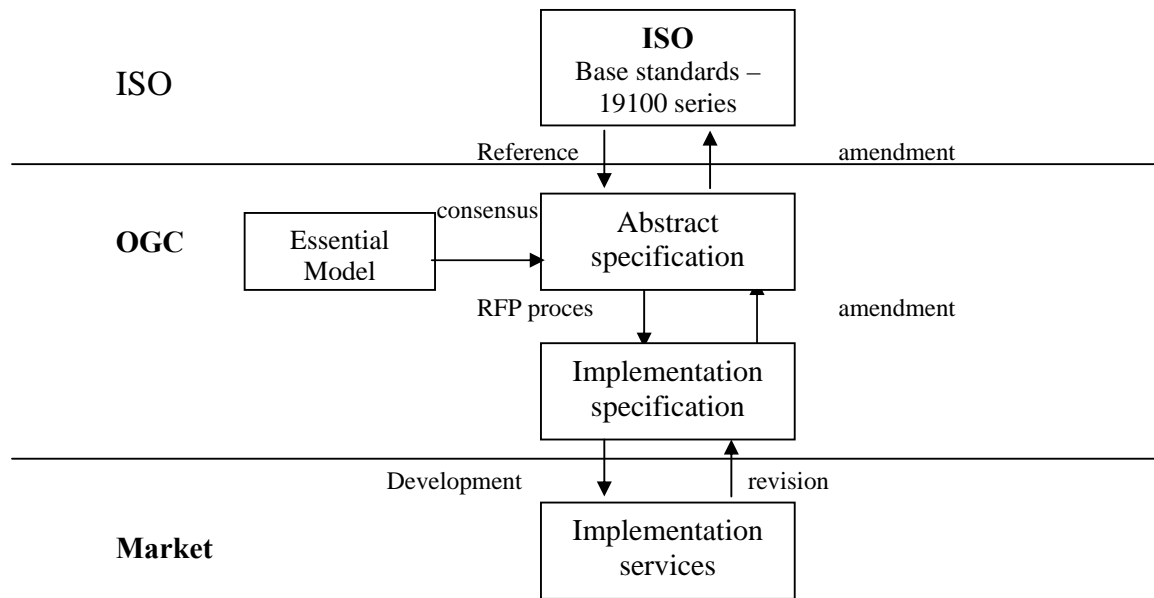 ISO
Base standards –
19100 series
ISO
Reference
amendment
consensus
OGC
Essential
Model
Abstract
specification
RFP proces
amendment
Implementation
specification
Development
revision
Market
Implementation
services